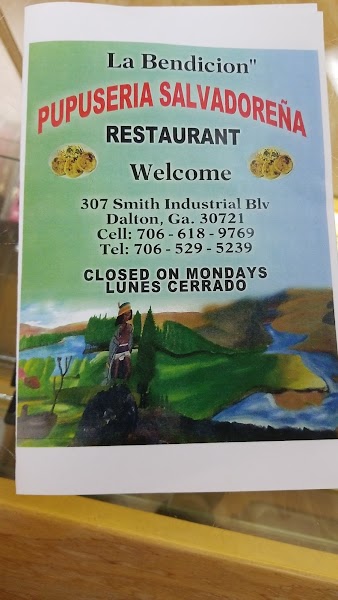 La Bendicion"
PUPUSERIA SALVADOREÑA
RESTAURANT
Welcome
307 Smith Industrial Blv
Dalton, Ga. 30721
Cell: 706 - 618 - 9769
Tel: 706 - 529 - 5239
CLOSED ON MONDAYS
LUNES CERRADO